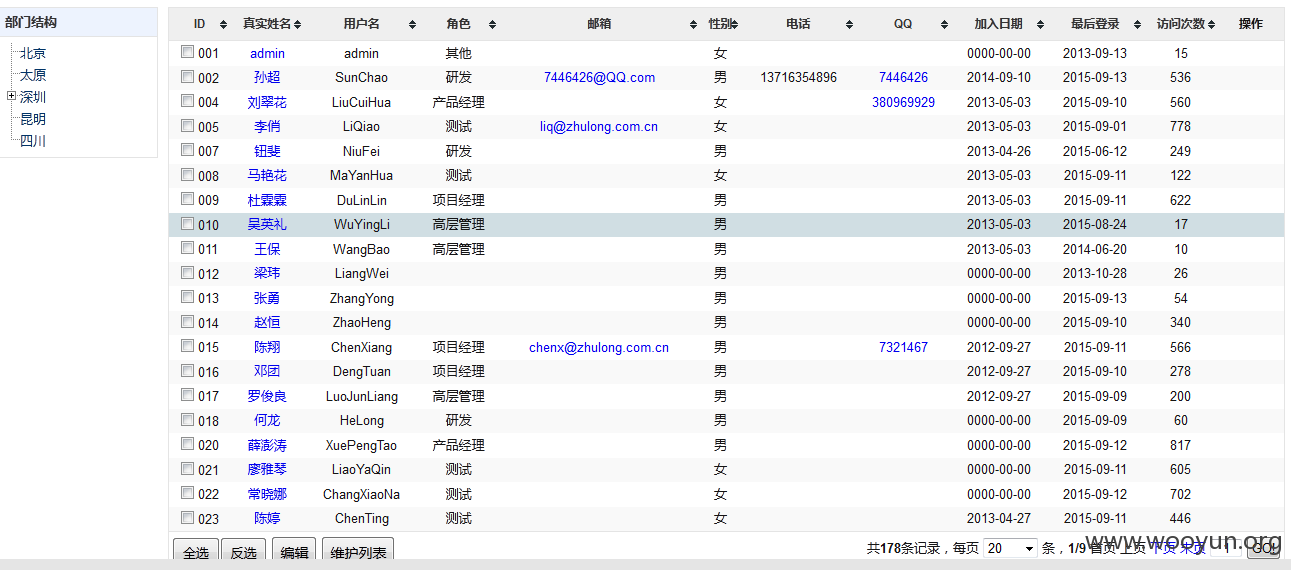 部门结构
北京
太原
深圳
昆明
四川
ID 真实姓名 用户名 角色 邮箱 性别 电话 QQ 加入日期 最后登录 访问次数 操作
001 admin admin 其他 女 0000-00-00 2013-09-13 15
002 孙超 SunChao 研发 7446426@QQ.com 男 13716354896 7446426 2014-09-10 2015-09-13 536
004 刘翠花 LiuCuiHua 产品经理 女 380969929 2013-05-03 2015-09-10 560
005 李俏 LiQiao 测试 liq@zhulong.com.cn 女 2013-05-03 2015-09-01 778
007 钮斐 NiuFei 研发 男 2013-04-26 2015-06-12 249
008 马艳花 MaYanHua 测试 女 2013-05-03 2015-09-11 122
009 杜霖霖 DuLinLin 项目经理 男 2013-05-03 2015-09-11 622
010 吴英礼 WuYingLi 高层管理 男 2013-05-03 2015-08-24 17
011 王保 WangBao 高层管理 男 2013-05-03 2014-06-20 10
012 梁玮 LiangWei 男 0000-00-00 2013-10-28 26
013 张勇 ZhangYong 男 0000-00-00 2015-09-13 54
014 赵恒 ZhaoHeng 男 0000-00-00 2015-09-10 340
015 陈翔 ChenXiang 项目经理 chenx@zhulong.com.cn 男 7321467 2012-09-27 2015-09-11 566
016 邓团 DengTuan 项目经理 男 2012-09-27 2015-09-10 278
017 罗俊良 LuoJunLiang 高层管理 男 2012-09-27 2015-09-09 200
018 何龙 HeLong 研发 男 0000-00-00 2015-09-09 60
020 薛澎涛 XuePengTao 产品经理 男 0000-00-00 2015-09-12 817
021 廖雅琴 LiaoYaQin 测试 女 0000-00-00 2015-09-11 605
022 常晓娜 ChangXiaoNa 测试 女 0000-00-00 2015-09-12 702
023 陈婷 ChenTing 测试 女 2013-04-27 2015-09-11 446
全选 反选 编辑 维护列表 共178条记录，每页 20 条，1/9 首页 上页 下页 末页 1 GO!
www.wooyun.org